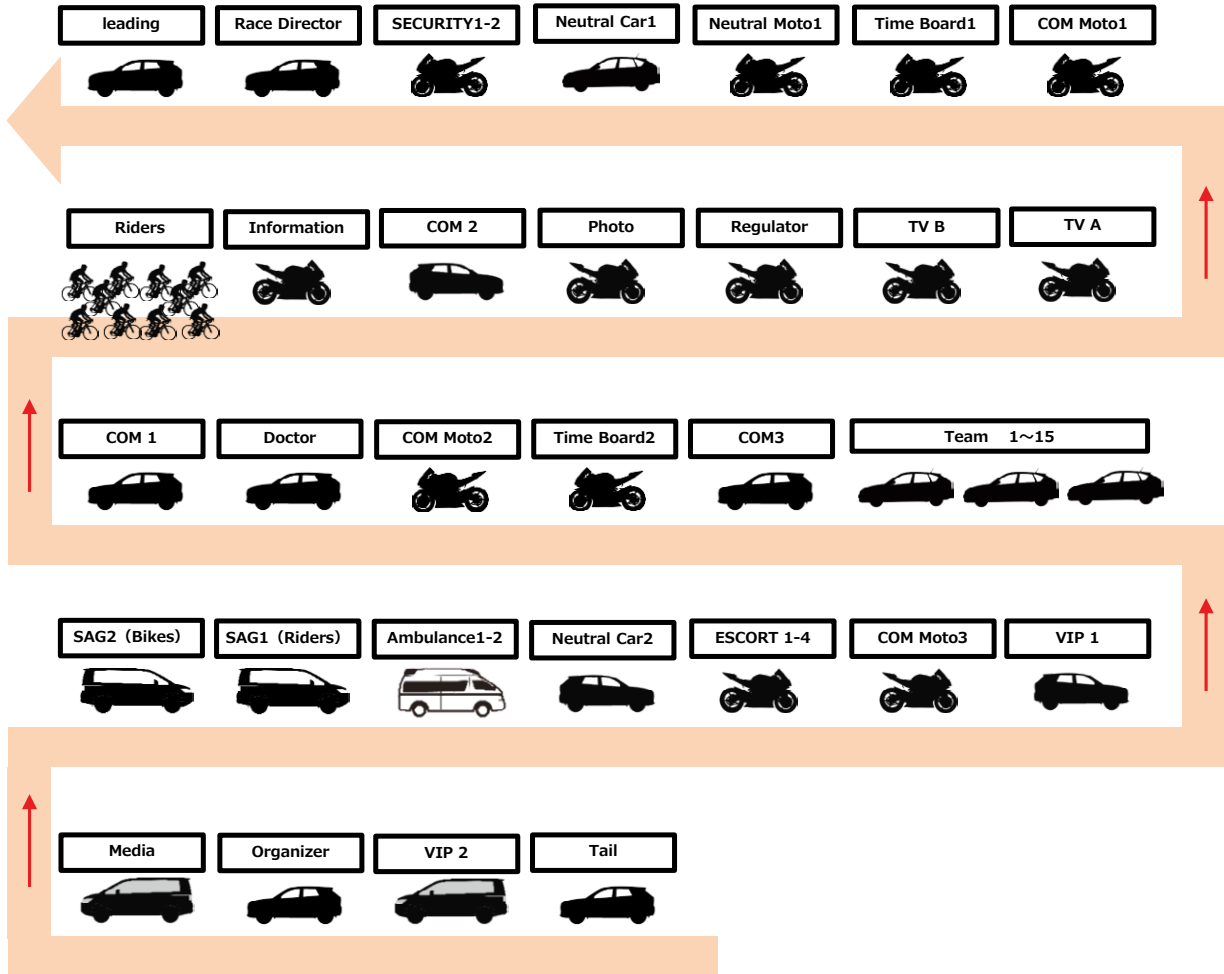 leading
Race Director
SECURITY1-2
Neutral Car1
Neutral Moto1
Time Board1
COM Moto1
Riders
Information
COM 2
Photo
Regulator
TV B
TV A
COM 1
Doctor
COM Moto2
Time Board2
COM3
Team　1～15
SAG2（Bikes）
SAG1（Riders）
Ambulance1-2
Neutral Car2
ESCORT 1-4
COM Moto3
VIP 1
Media
Organizer
VIP 2
Tail